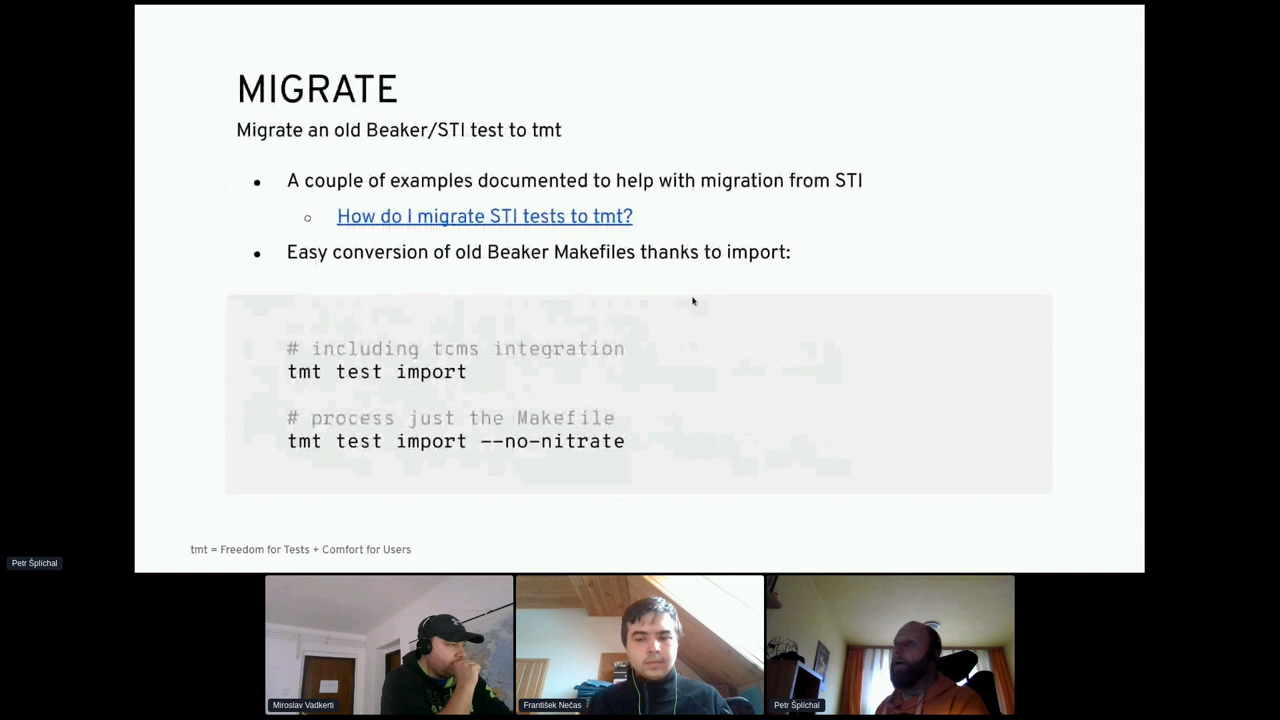 MIGRATE
Migrate an old Beaker/STI test to tmt
● A couple of examples documented to help with migration from STI
○ How do I migrate STI tests to tmt?
● Easy conversion of old Beaker Makefiles thanks to import:
# including tcms integration
tmt test import
# process just the Makefile
tmt test import --no-nitrate
tmt = Freedom for Tests + Comfort for Users
Petr Šplíchal
Miroslav Vadkerti
František Nečas
Petr Šplíchal